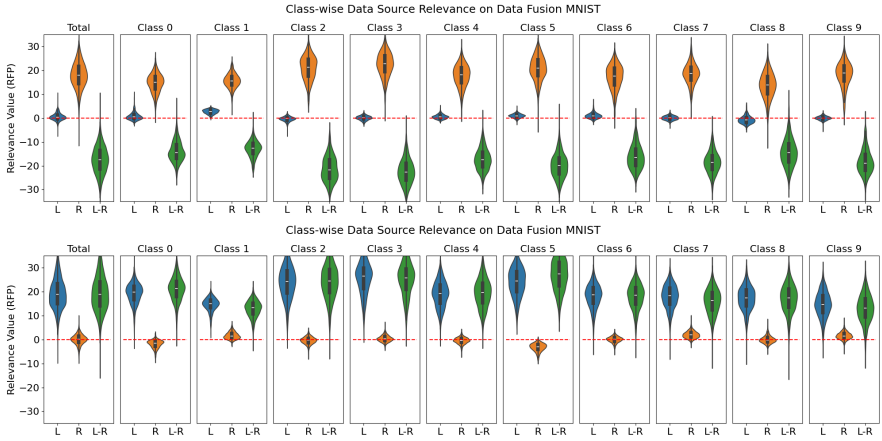 Class-wise Data Source Relevance on Data Fusion MNIST
Total Class 0 Class 1 Class 2 Class 3 Class 4 Class 5 Class 6 Class 7 Class 8 Class 9
Relevance Value (RFP)
30
20
10
0
−10
−20
−30
L R L-R L R L-R L R L-R L R L-R L R L-R L R L-R L R L-R L R L-R L R L-R L R L-R L R L-R
Class-wise Data Source Relevance on Data Fusion MNIST
Total Class 0 Class 1 Class 2 Class 3 Class 4 Class 5 Class 6 Class 7 Class 8 Class 9
Relevance Value (RFP)
30
20
10
0
−10
−20
−30
L R L-R L R L-R L R L-R L R L-R L R L-R L R L-R L R L-R L R L-R L R L-R L R L-R L R L-R